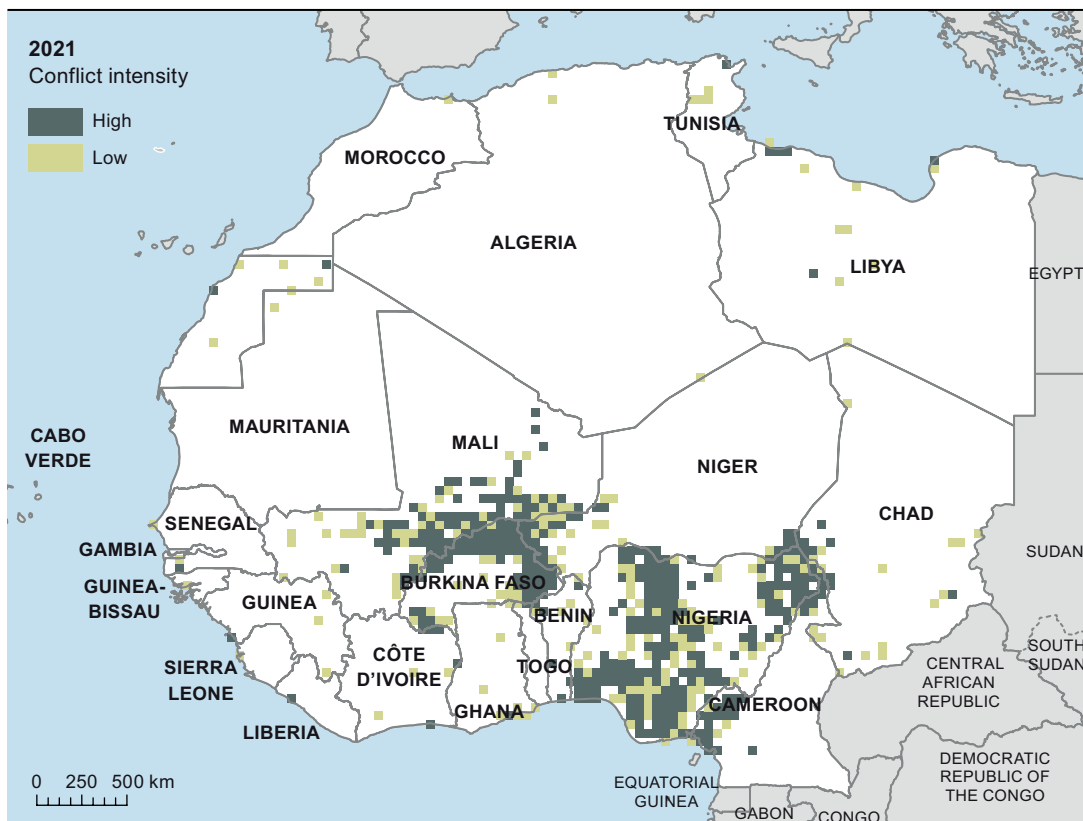 2021
Conflict intensity
High
Low
TUNISIA
MOROCCO
ALGERIA
LIBYA
EGYPT
MAURITANIA
CABO
VERDE
MALI
NIGER
CHAD
SENEGAL
GAMBIA
SUDAN
GUINEA-
BISSAU
BURKINA FASO
GUINEA
BENIN
NIGERIA
SOUTH
SUDAN
SIERRA
LEONE
CÔTE
D'IVOIRE
TOGO
CENTRAL
AFRICAN
REPUBLIC
LIBERIA
GHANA
CAMEROON
0 250 500 km
EQUATORIAL
GUINEA
GABON
CONGO
DEMOCRATIC
REPUBLIC OF
THE CONGO